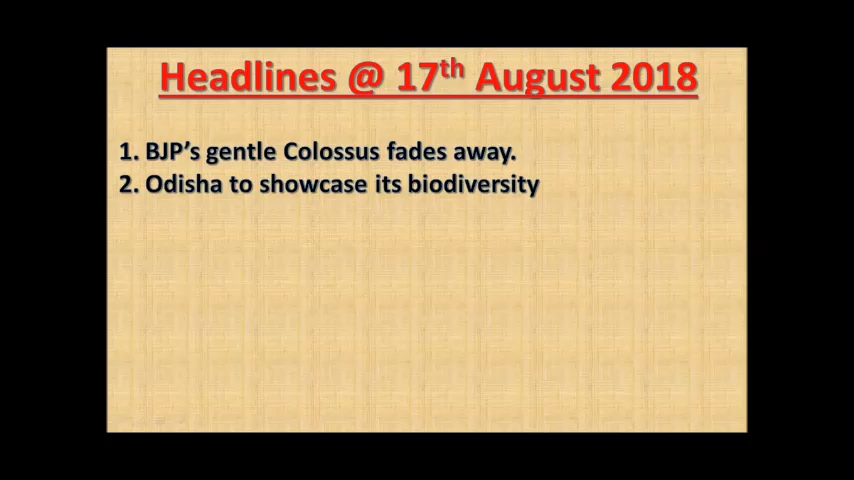 Headlines @ 17th August 2018
1. BJP's gentle Colossus fades away.
2. Odisha to showcase its biodiversity